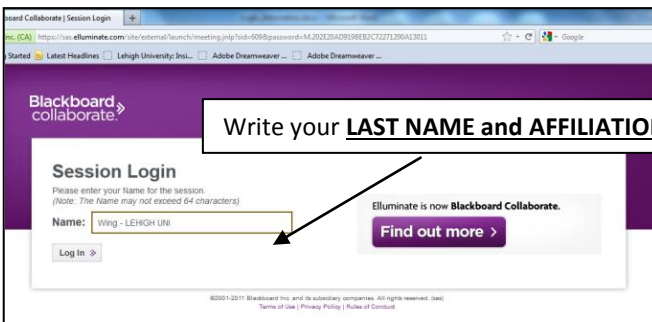 board Collaborate | Session Login
Inc. (CA) https://sas.elluminate.com/site/external/launch/meeting.jnlp?sid=609&password=M.202E20AD9198EB2C72271200A13011
Google
Started Latest Headlines Lehigh University: Insi... Adobe Dreamweaver ... Adobe Dreamweaver ...
Blackboard
collaborate
Write your LAST NAME and AFFILIATION
Session Login
Please enter your Name for the session.
(Note: The Name may not exceed 64 characters)
Name: Wing - LEHIGH UNI
Log In
Elluminate is now Blackboard Collaborate.
Find out more >
©2001-2011 Blackboard Inc. and its subsidiary companies. All rights reserved. (sas)
Terms of Use | Privacy Policy | Rules of Conduct